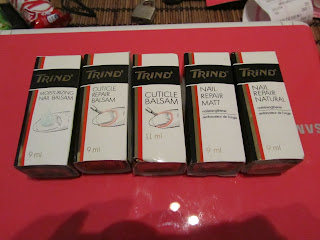 TRIND
MOISTURIZING
NAIL BALSAM
9 ml
TRIND
CUTICLE
REPAIR
BALSAM
9 ml
TRIND
CUTICLE
BALSAM
11 ml
TRIND
NAIL
REPAIR
MATT
9 ml
TRIND
NAIL
REPAIR
NATURAL
9 ml